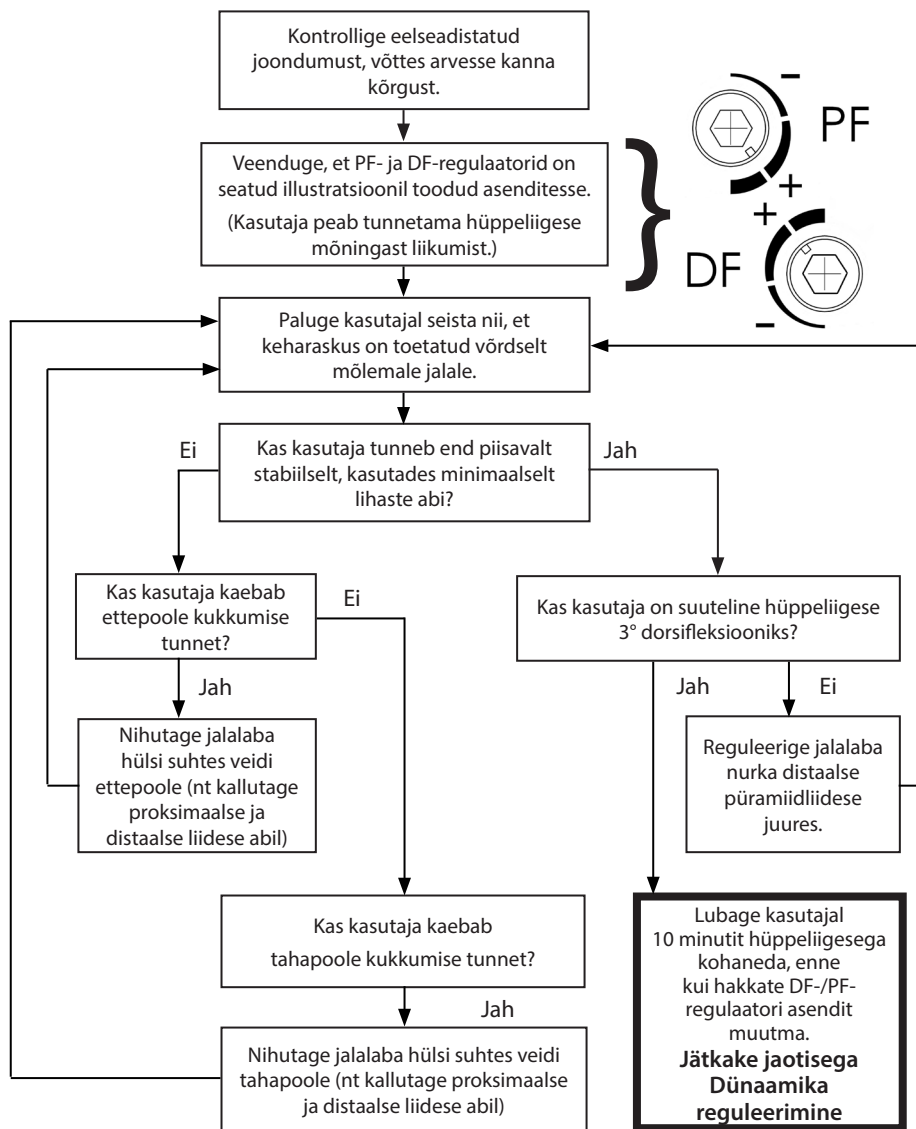 Kontrollige eelseadistatud
joondumust, võttes arvesse kanna
kõrgust.
Veenduge, et PF- ja DF-regulaatorid on
seatud illustratsioonil toodud asenditesse.
(Kasutaja peab tunnetama hüppeliigese
mõningast liikumist.)
-
PF
+
+
DF
-
Paluge kasutajal seista nii, et
keharaskus on toetatud võrdselt
mõlemale jalale.
Ei
Kas kasutaja tunneb end piisavalt
stabiilselt, kasutades minimaalselt
lihaste abi?
Jah
Kas kasutaja kaebab
ettepoole kukkumise
tunnet?
Ei
Kas kasutaja on suuteline hüppeliigese
3° dorsifleksiooniks?
Jah
Jah
Ei
Nihutage jalalaba
hülsi suhtes veidi
ettepoole (nt kallutage
proksimaalse ja
distaalse liidese abil)
Reguleerige jalalaba
nurka distaalse
püramiidliidese
juures.
Kas kasutaja kaebab
tahapoole kukkumise tunnet?
Jah
Nihutage jalalaba hülsi suhtes veidi
tahapoole (nt kallutage proksimaalse
ja distaalse liidese abil)
Lubage kasutajal
10 minutit hüppeliigesega
kohaneda, enne
kui hakkate DF-/PF-
regulaatori asendit
muutma.
Jätkake jaotisega
Dünaamika
reguleerimine